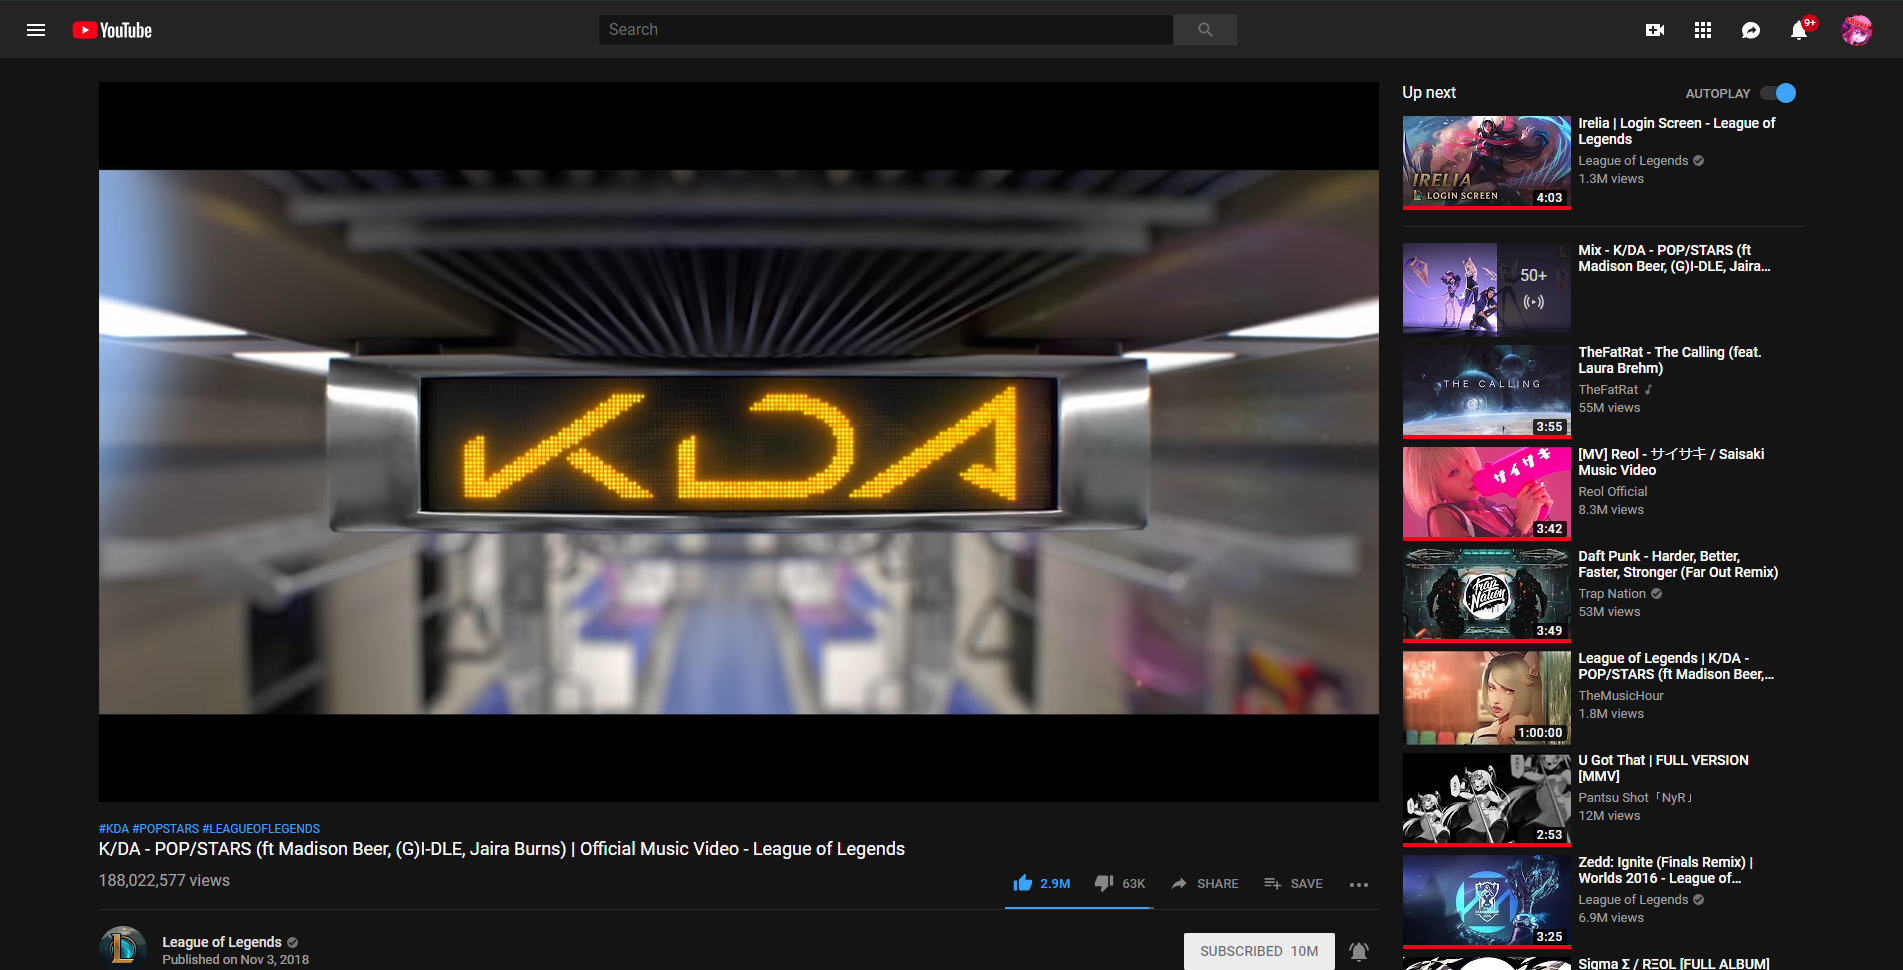 YouTube
Search
9+
KDA
#KDA #POPSTARS #LEAGUEOFLEGENDS
K/DA - POP/STARS (ft Madison Beer, (G)I-DLE, Jaira Burns) | Official Music Video - League of Legends
188,022,577 views
2.9M
63K
SHARE
SAVE
League of Legends
Published on Nov 3, 2018
SUBSCRIBED 10M
Up next
AUTOPLAY
IRELIA
LOGIN SCREEN
4:03
Irelia | Login Screen - League of
Legends
League of Legends
1.3M views
50+
Mix - K/DA - POP/STARS (ft
Madison Beer, (G)I-DLE, Jaira...
THE CALLING
3:55
TheFatRat - The Calling (feat.
Laura Brehm)
TheFatRat
55M views
サイサキ
3:42
[MV] Reol - サイサキ / Saisaki
Music Video
Reol Official
8.3M views
Trap
Nation
3:49
Daft Punk - Harder, Better,
Faster, Stronger (Far Out Remix)
Trap Nation
53M views
1:00:00
League of Legends | K/DA -
POP/STARS (ft Madison Beer,...
TheMusicHour
1.8M views
2:53
U Got That | FULL VERSION
[MMV]
Pantsu Shot「NyR」
12M views
3:25
Zedd: Ignite (Finals Remix) |
Worlds 2016 - League of...
League of Legends
6.9M views
Sigma Σ / RΞOL [FULL ALBUM]